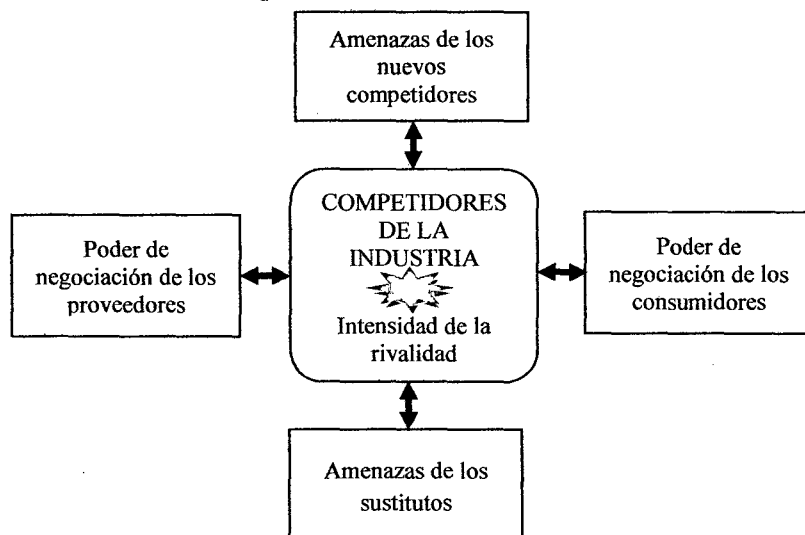 Amenazas de los
nuevos
competidores
COMPETIDORES
DE LA
INDUSTRIA
Intensidad de la
rivalidad
Poder de
negociación de los
proveedores
Poder de
negociación de los
consumidores
Amenazas de los
sustitutos